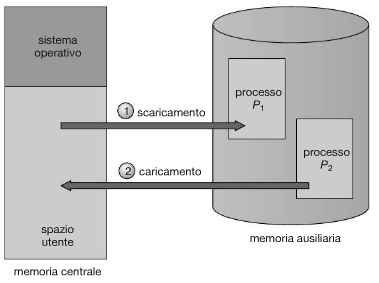 sistema
operativo
1 scaricamento
processo
P1
processo
P2
2 caricamento
spazio
utente
memoria ausiliaria
memoria centrale